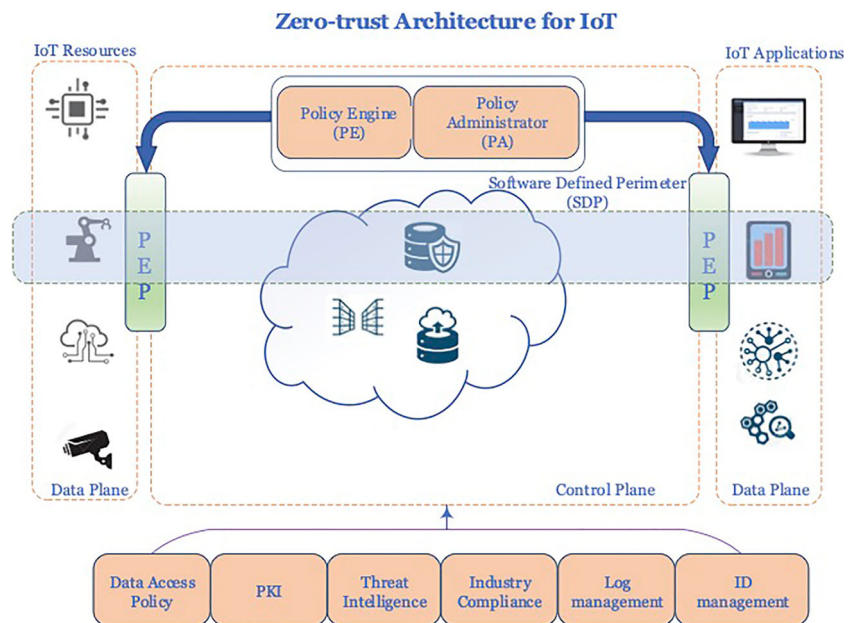 Zero-trust Architecture for IoT
IoT Resources
IoT Applications
Policy Engine
(PE)
Policy
Administrator
(PA)
Software Defined Perimeter
(SDP)
P
E
P
P
E
P
Data Plane
Control Plane
Data Plane
Data Access
Policy
PKI
Threat
Intelligence
Industry
Compliance
Log
management
ID
management